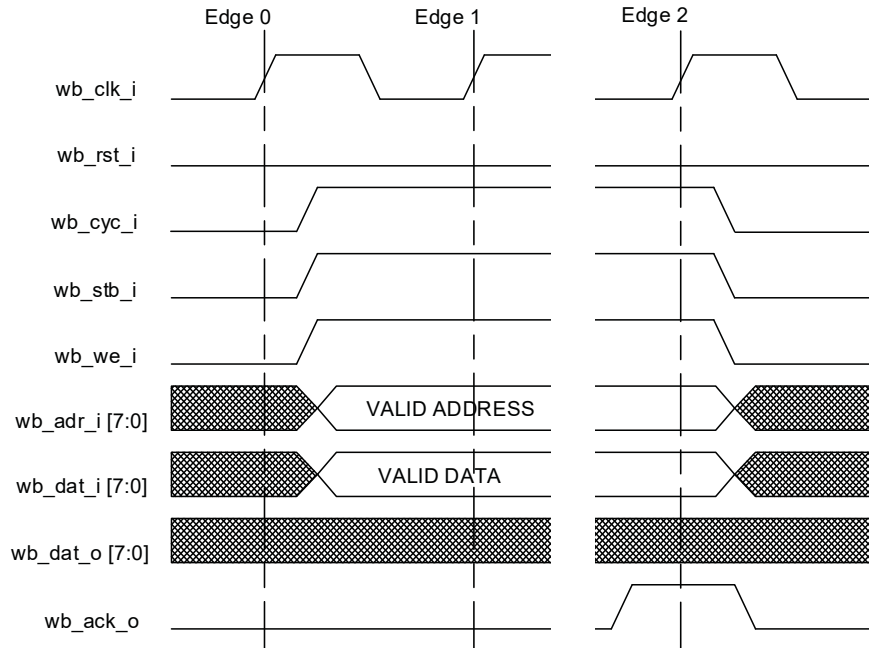 Edge 0 Edge 1 Edge 2
wb_clk_i
wb_rst_i
wb_cyc_i
wb_stb_i
wb_we_i
wb_adr_i [7:0] VALID ADDRESS
wb_dat_i [7:0] VALID DATA
wb_dat_o [7:0]
wb_ack_o